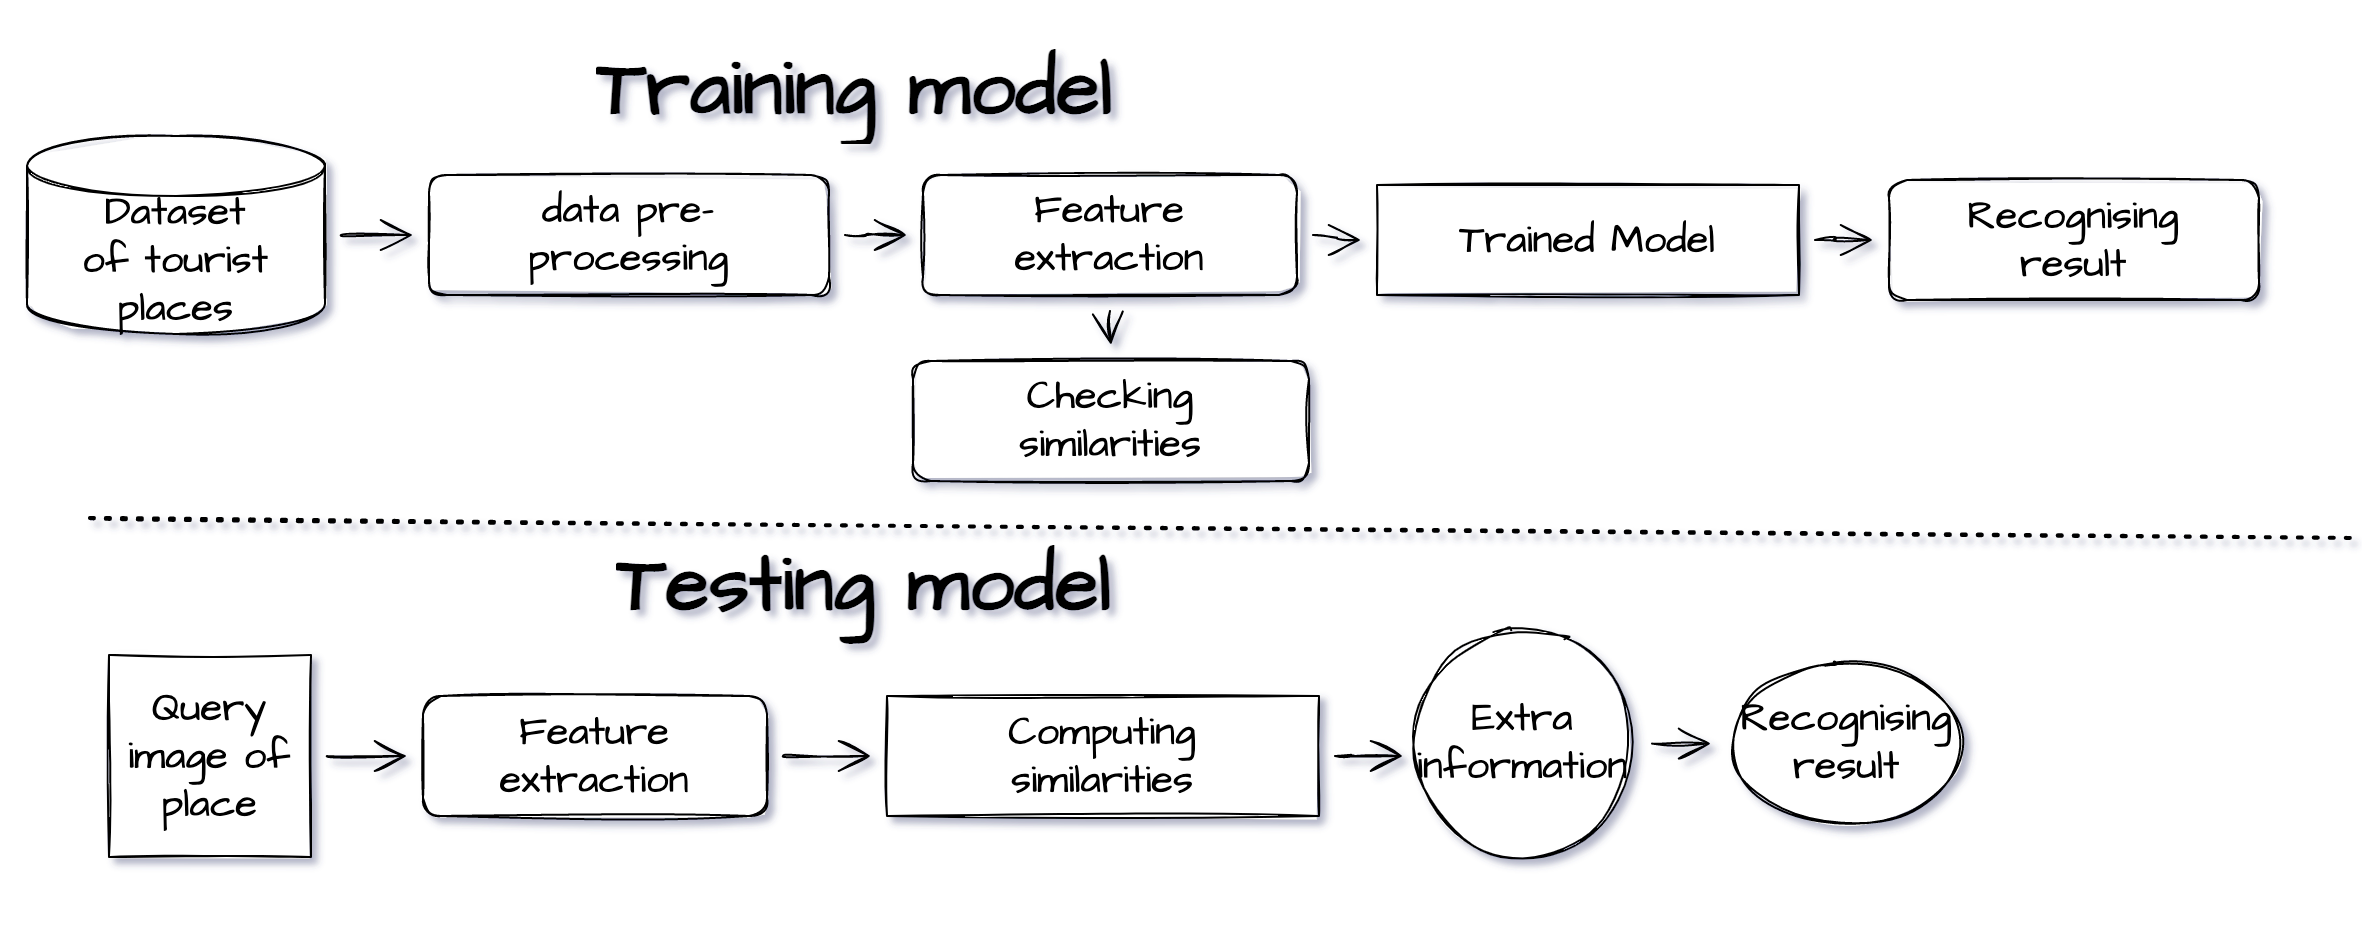 Training model
Dataset
of tourist
places
data pre-
processing
Feature
extraction
Trained Model
Recognising
result
Checking
similarities
Testing model
Query
image of
place
Feature
extraction
Computing
similarities
Extra
information
Recognising
result